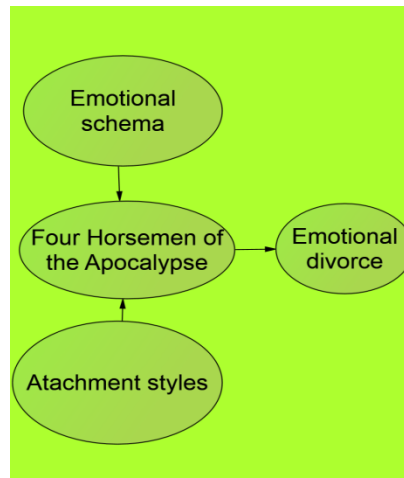 Emotional
schema
Four Horsemen of
the Apocalypse
Emotional
divorce
Atachment styles